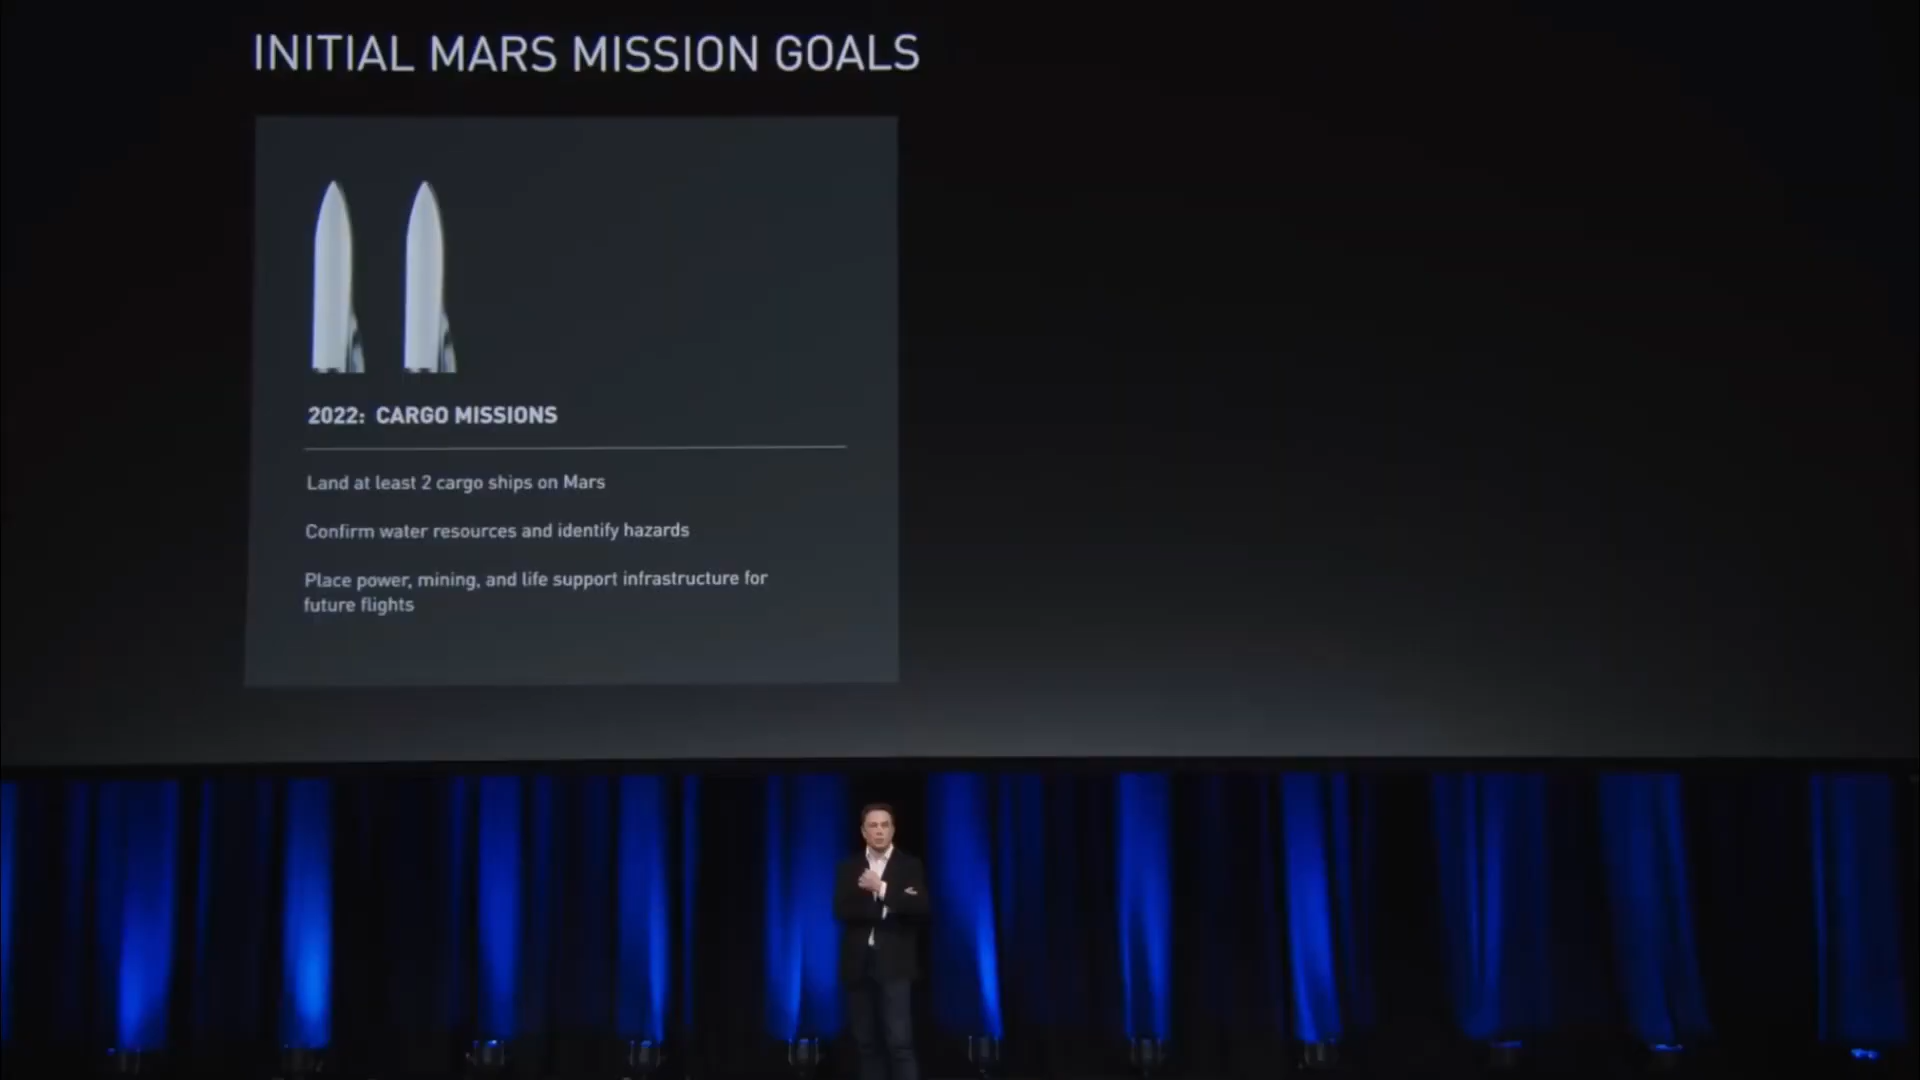 INITIAL MARS MISSION GOALS
2022: CARGO MISSIONS
Land at least 2 cargo ships on Mars
Confirm water resources and identify hazards
Place power, mining, and life support infrastructure for
future flights